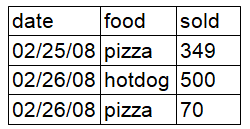 date food sold
02/25/08 pizza 349
02/26/08 hotdog 500
02/26/08 pizza 70